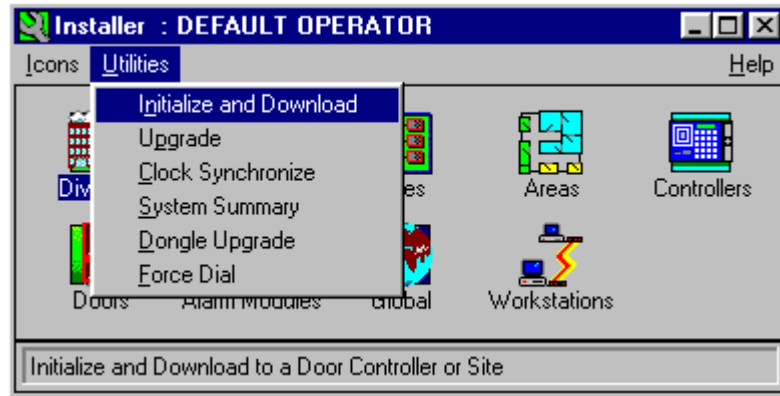 Installer : DEFAULT OPERATOR
Icons Utilities Help
Initialize and Download
Upgrade
Clock Synchronize
System Summary
Dongle Upgrade
Force Dial
Areas
Controllers
Doors
Workstations
Initialize and Download to a Door Controller or Site